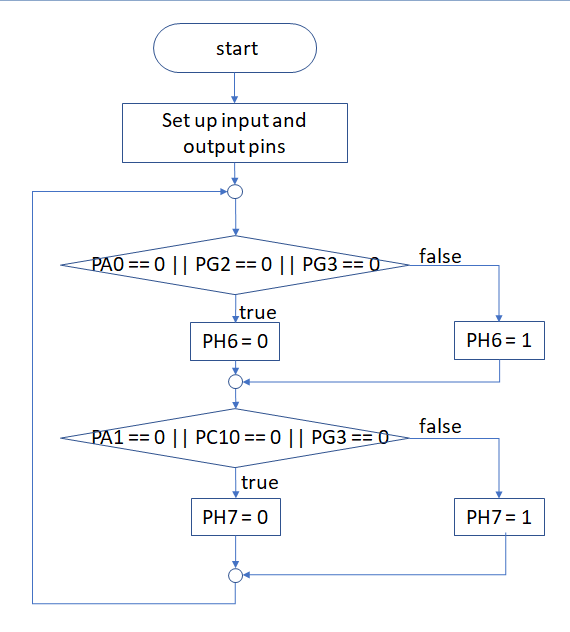 start
Set up input and
output pins
PA0 == 0 || PG2 == 0 || PG3 == 0
false
true
PH6 = 0
PH6 = 1
PA1 == 0 || PC10 == 0 || PG3 == 0
false
true
PH7 = 0
PH7 = 1